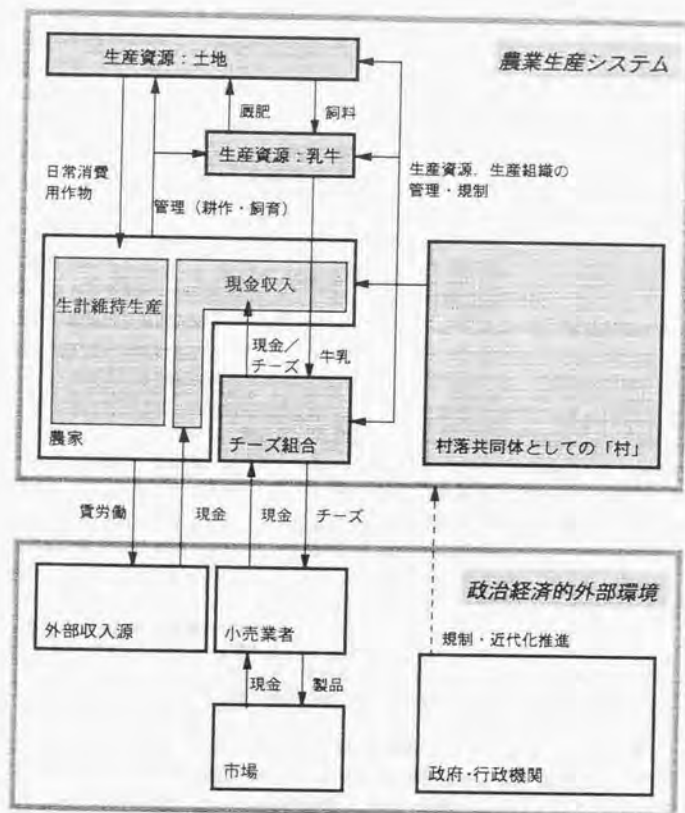 農業生産システム
生産資源：土地
厩肥
飼料
生産資源：乳牛
日常消費
用作物
管理（耕作・飼育）
生産資源，生産組織の
管理・規制
生計維持生産
現金収入
現金／
チーズ
牛乳
農家
チーズ組合
村落共同体としての「村」
賃労働
現金
現金
チーズ
政治経済的外部環境
外部収入源
小売業者
規制・近代化推進
現金
製品
市場
政府・行政機関